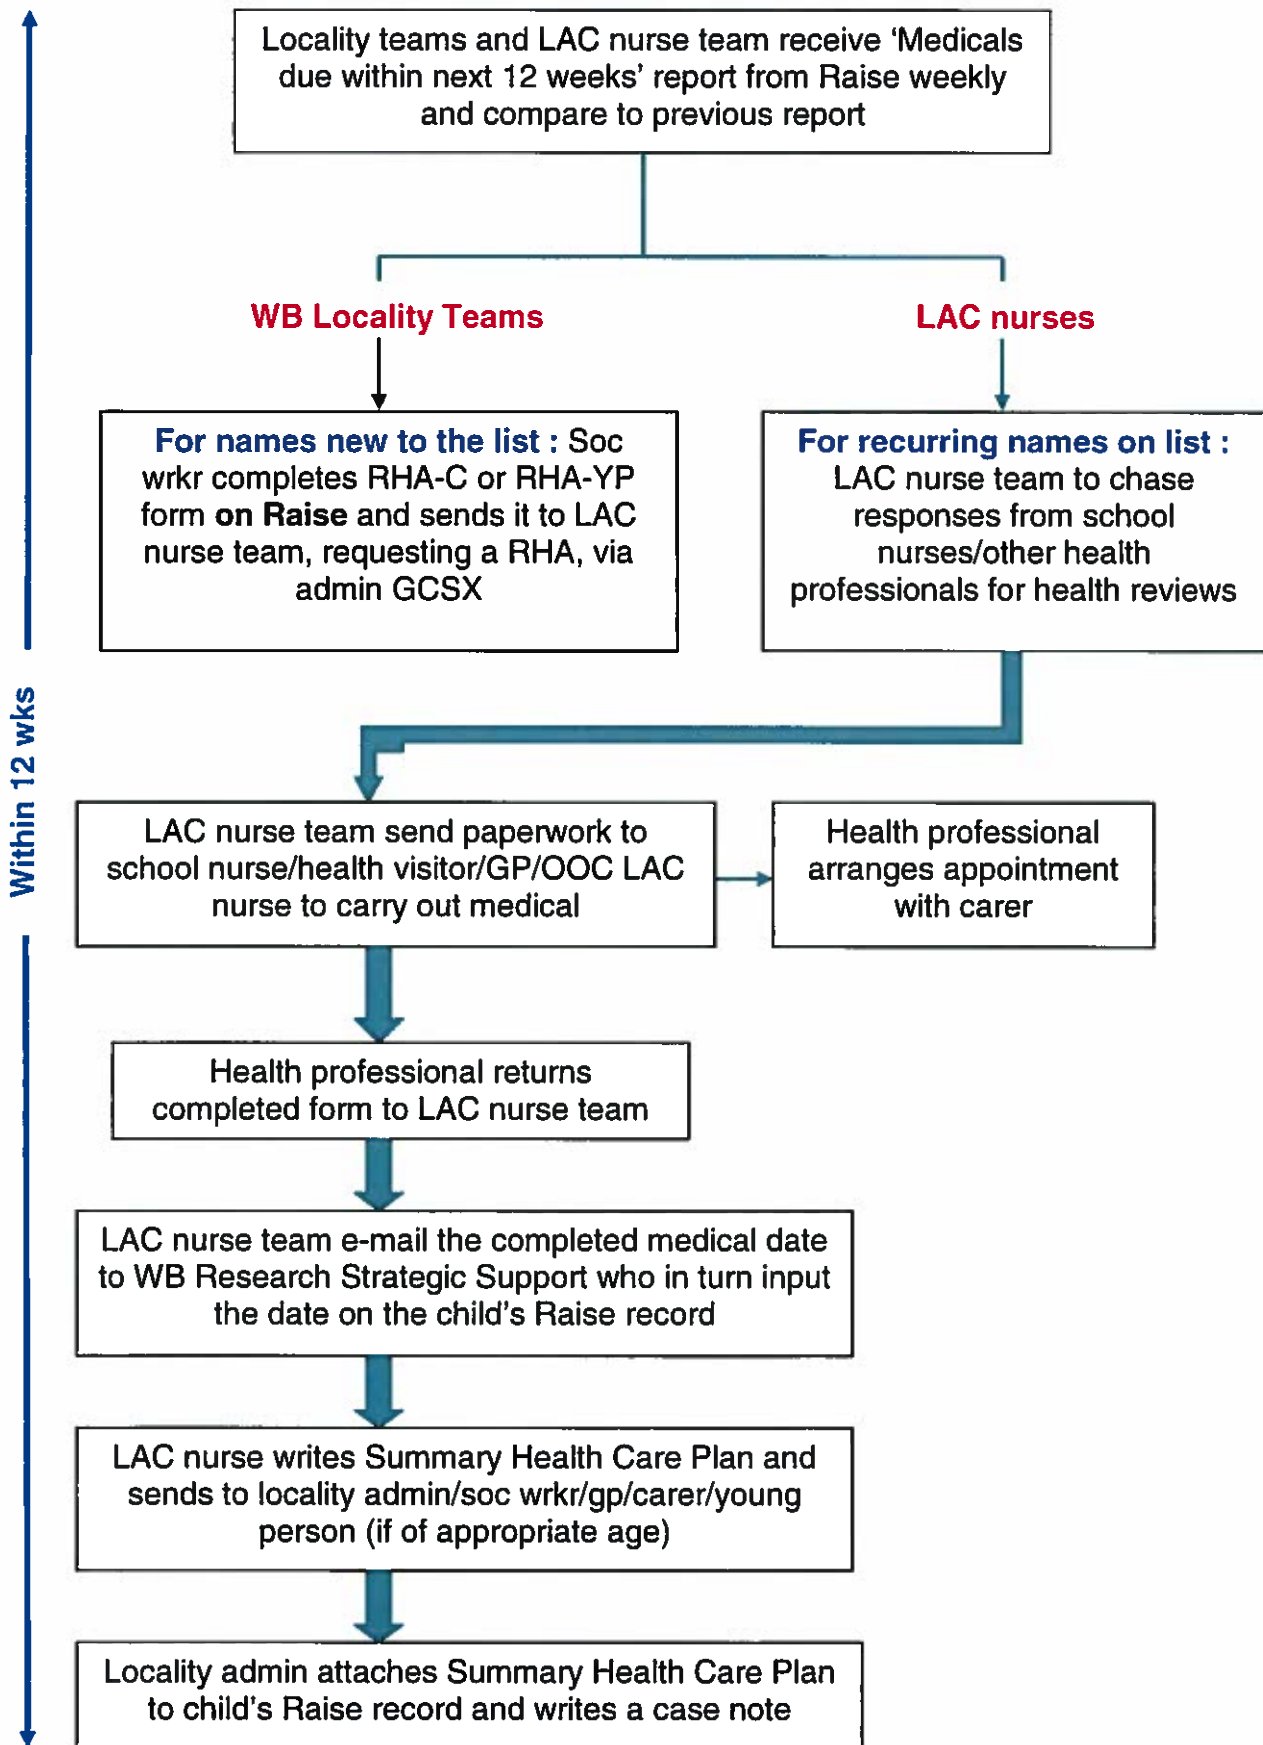 Locality teams and LAC nurse team receive ‘Medicals
due within next 12 weeks’ report from Raise weekly
and compare to previous report
WB Locality Teams
LAC nurses
For names new to the list : Soc
wrkr completes RHA-C or RHA-YP
form on Raise and sends it to LAC
nurse team, requesting a RHA, via
admin GCSX
For recurring names on list :
LAC nurse team to chase
responses from school
nurses/other health
professionals for health reviews
Within 12 wks
LAC nurse team send paperwork to
school nurse/health visitor/GP/OOC LAC
nurse to carry out medical
Health professional
arranges appointment
with carer
Health professional returns
completed form to LAC nurse team
LAC nurse team e-mail the completed medical date
to WB Research Strategic Support who in turn input
the date on the child’s Raise record
LAC nurse writes Summary Health Care Plan and
sends to locality admin/soc wrkr/gp/carer/young
person (if of appropriate age)
Locality admin attaches Summary Health Care Plan
to child’s Raise record and writes a case note